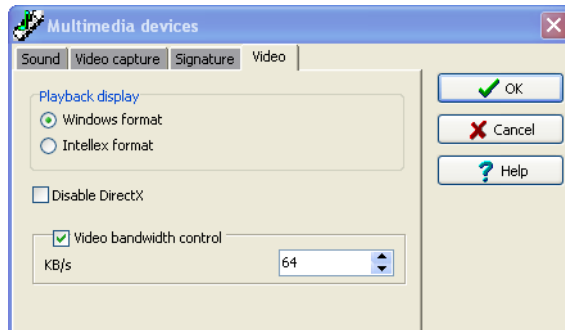 Multimedia devices
Sound Video capture Signature Video
Playback display
Windows format
Intellex format
Disable DirectX
Video bandwidth control
KB/s 64
OK
Cancel
? Help